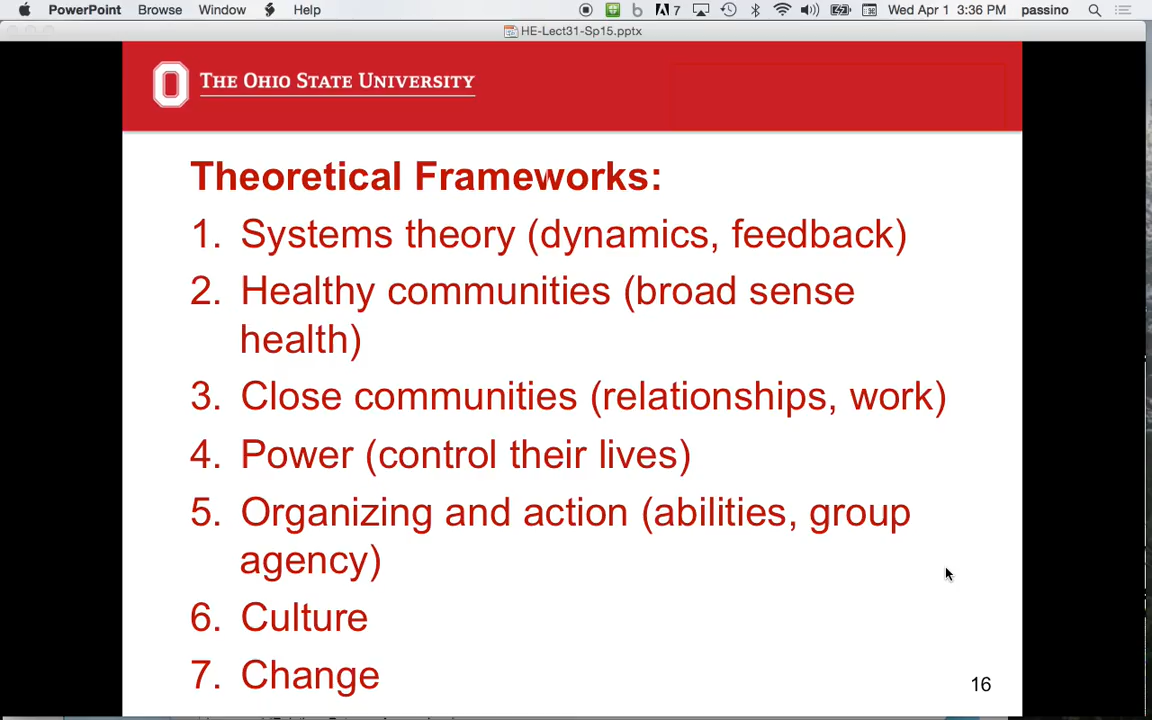 PowerPoint Browse Window Help 7 Wed Apr 1 3:36 PM passino
HE-Lect31-Sp15.pptx
THE OHIO STATE UNIVERSITY
Theoretical Frameworks:
1. Systems theory (dynamics, feedback)
2. Healthy communities (broad sense
health)
3. Close communities (relationships, work)
4. Power (control their lives)
5. Organizing and action (abilities, group
agency)
6. Culture
7. Change
16